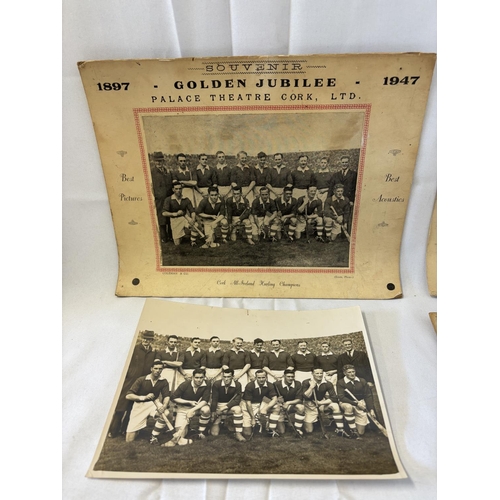 SOUVENIR
1897 - GOLDEN JUBILEE - 1947
PALACE THEATRE CORK, LTD.
Best
Pictures
Best
Acoustics
Cork All-Ireland Hurling Champions